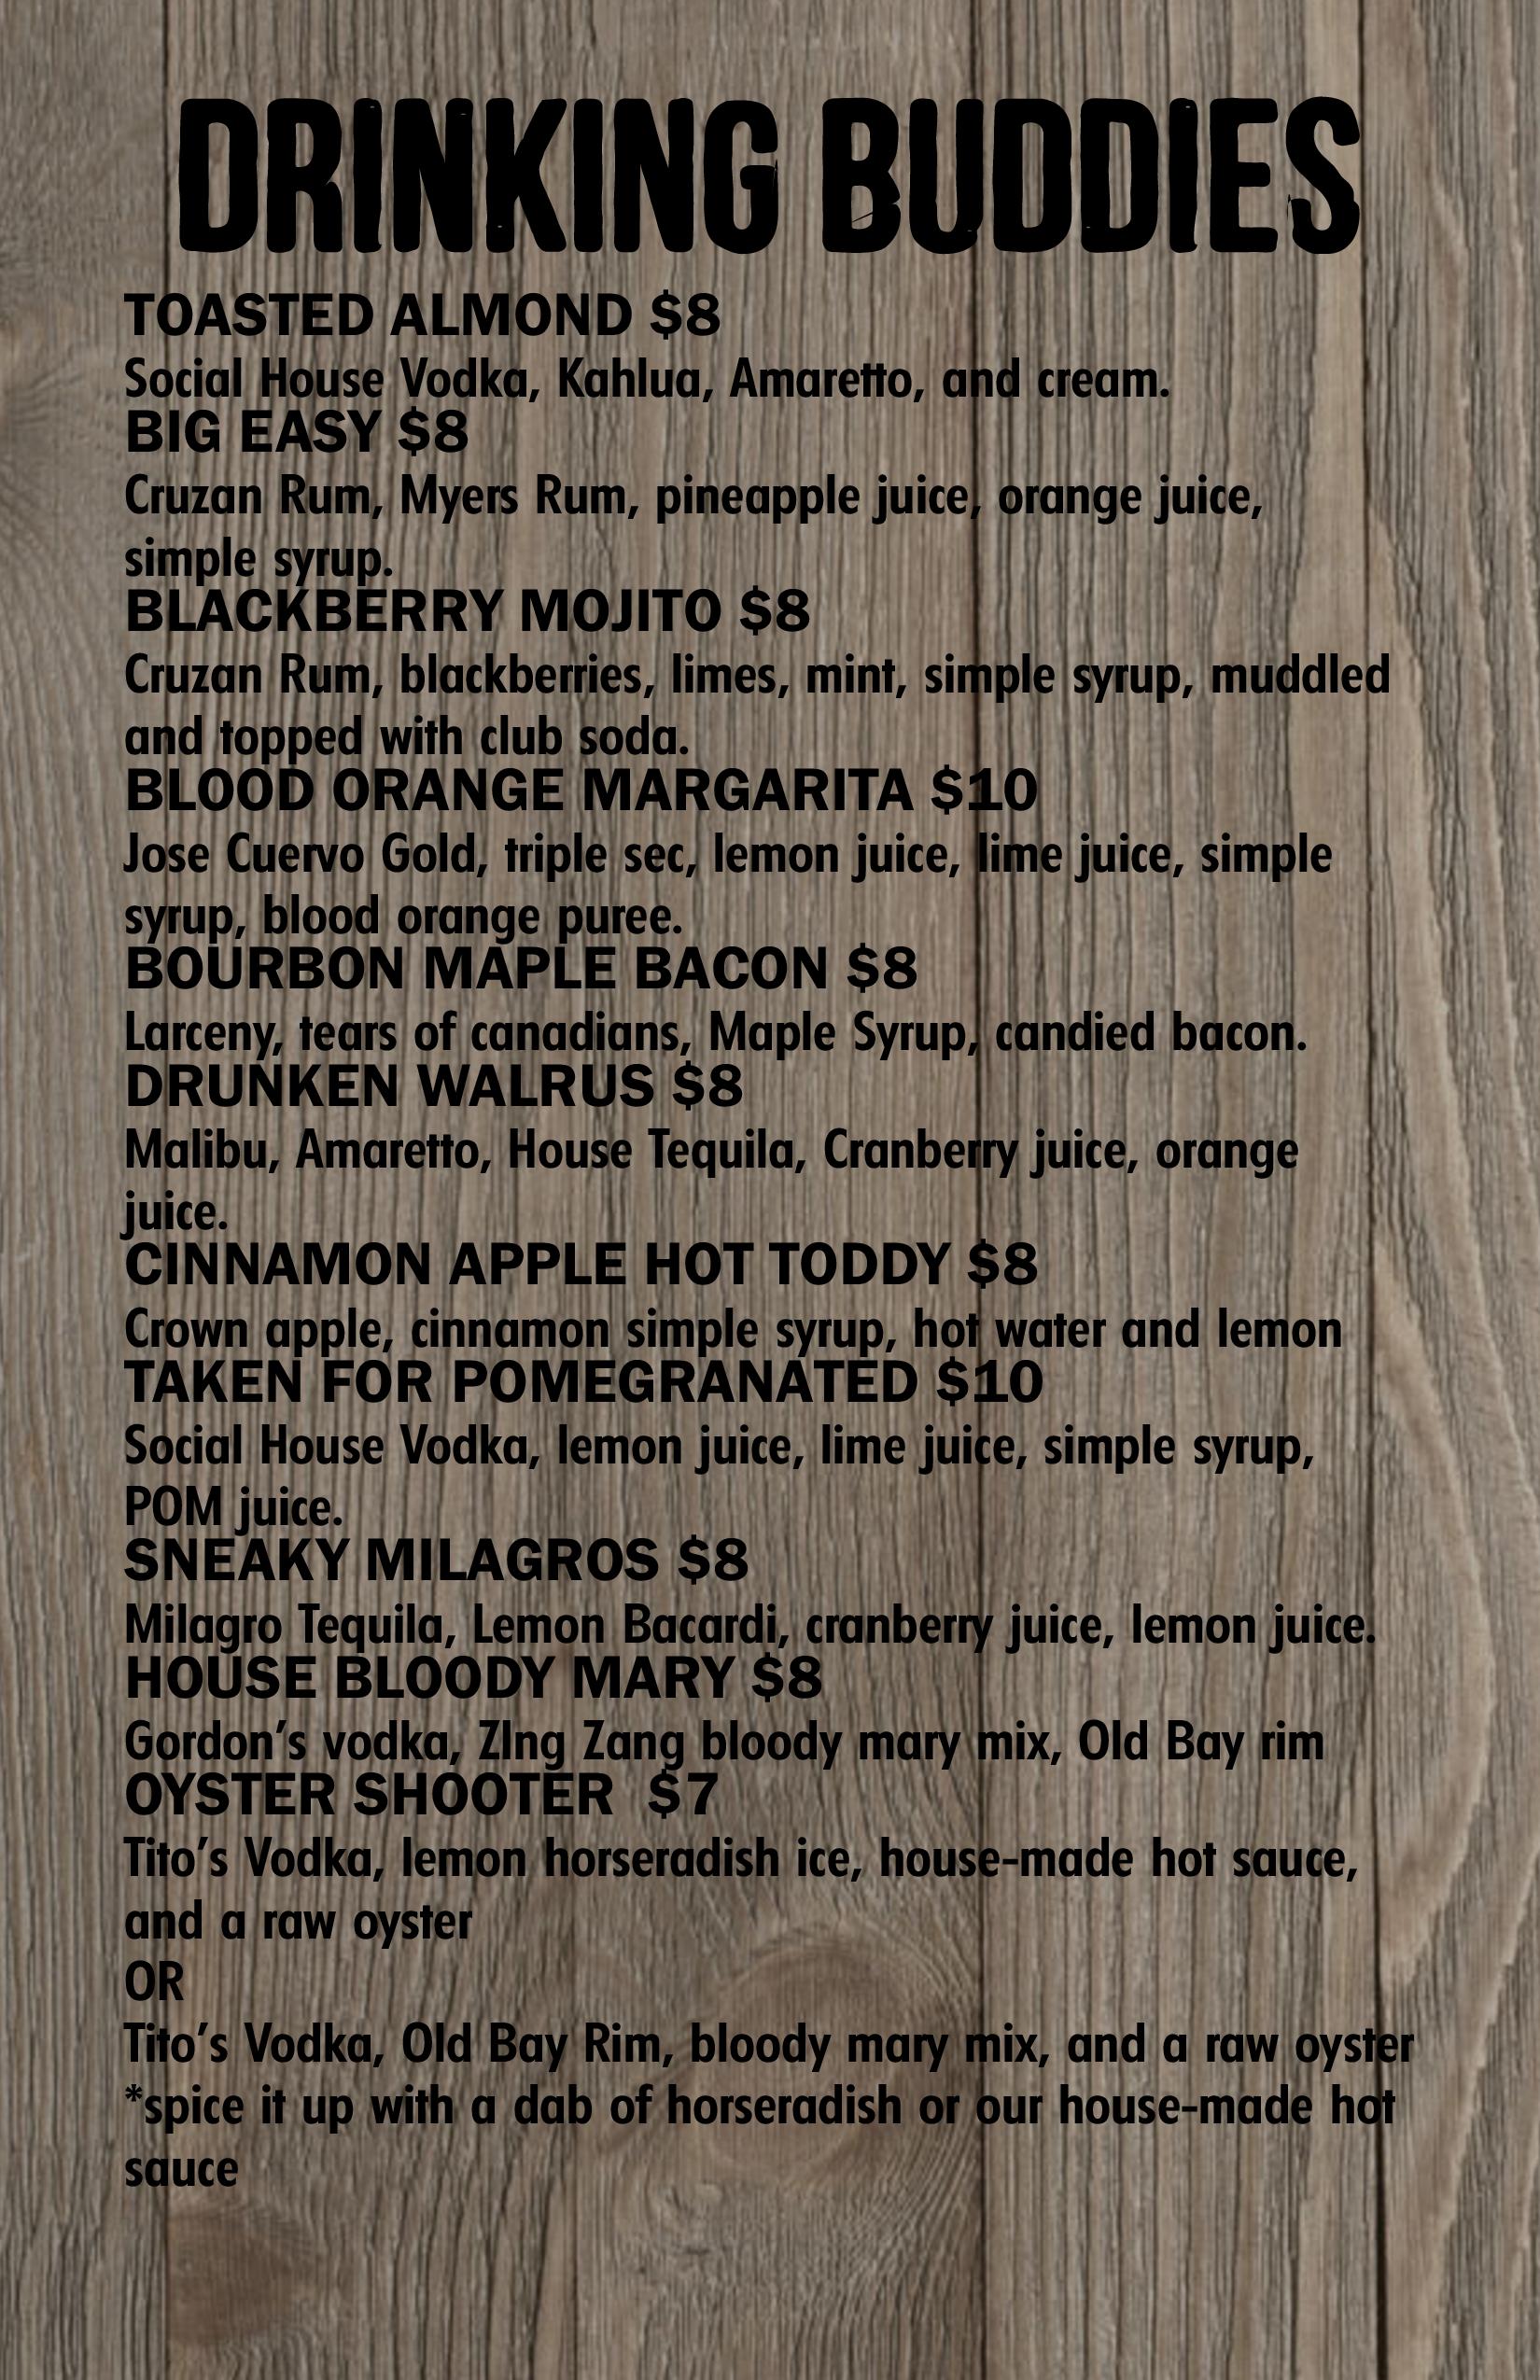 DRINKING BUDDIES
TOASTED ALMOND $8
Social House Vodka, Kahlua, Amaretto, and cream.
BIG EASY $8
Cruzan Rum, Myers Rum, pineapple juice, orange juice,
simple syrup.
BLACKBERRY MOJITO $8
Cruzan Rum, blackberries, limes, mint, simple syrup, muddled
and topped with club soda.
BLOOD ORANGE MARGARITA $10
Jose Cuervo Gold, triple sec, lemon juice, lime juice, simple
syrup, blood orange puree.
BOURBON MAPLE BACON $8
Larceny, tears of canadians, Maple Syrup, candied bacon.
DRUNKEN WALRUS $8
Malibu, Amaretto, House Tequila, Cranberry juice, orange
juice.
CINNAMON APPLE HOT TODDY $8
Crown apple, cinnamon simple syrup, hot water and lemon
TAKEN FOR POMEGRANATED $10
Social House Vodka, lemon juice, lime juice, simple syrup,
POM juice.
SNEAKY MILAGROS $8
Milagro Tequila, Lemon Bacardi, cranberry juice, lemon juice.
HOUSE BLOODY MARY $8
Gordon’s vodka, ZIng Zang bloody mary mix, Old Bay rim
OYSTER SHOOTER  $7
Tito’s Vodka, lemon horseradish ice, house-made hot sauce,
and a raw oyster
OR
Tito’s Vodka, Old Bay Rim, bloody mary mix, and a raw oyster
*spice it up with a dab of horseradish or our house-made hot
sauce